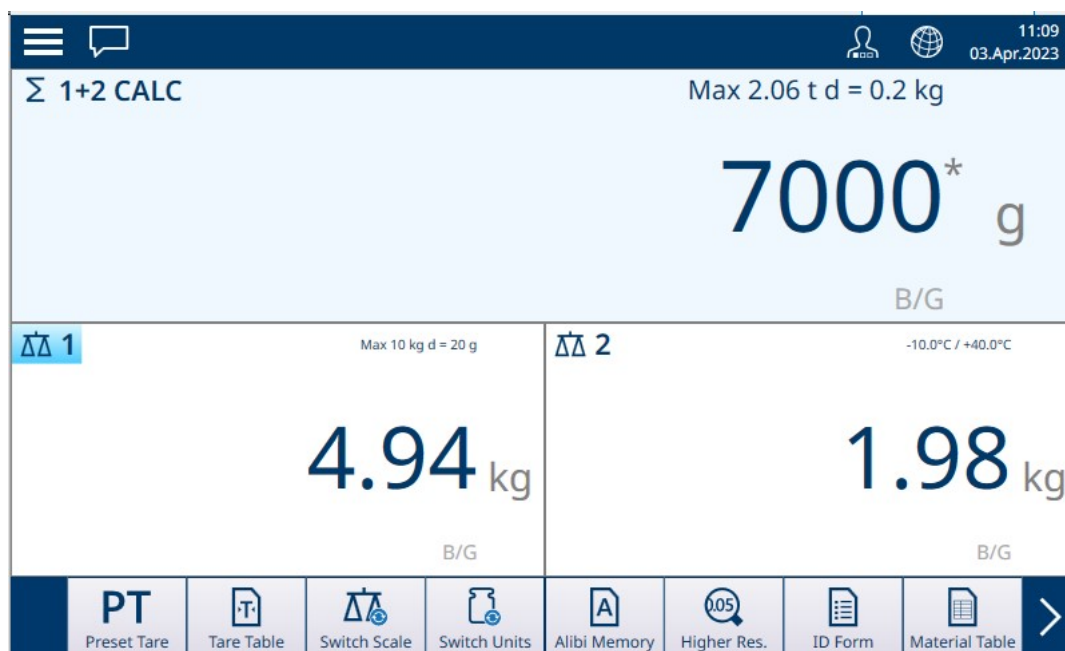 11:09
03.Apr.2023
Σ 1+2 CALC
Max 2.06 t d = 0.2 kg
7000* g
B/G
1
Max 10 kg d = 20 g
4.94 kg
B/G
2
-10.0°C / +40.0°C
1.98 kg
B/G
PT
Preset Tare
T
Tare Table
Switch Scale
Switch Units
A
Alibi Memory
0.05
Higher Res.
ID Form
Material Table